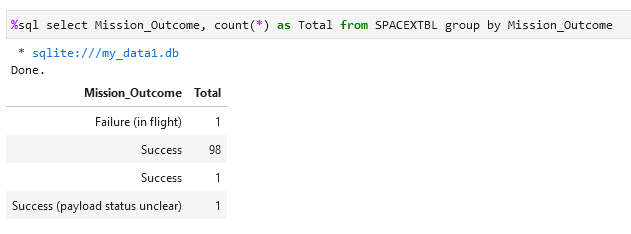 %sql select Mission_Outcome, count(*) as Total from SPACEXTBL group by Mission_Outcome
* sqlite:///my_data1.db
Done.
Mission_Outcome Total
Failure (in flight) 1
Success 98
Success 1
Success (payload status unclear) 1